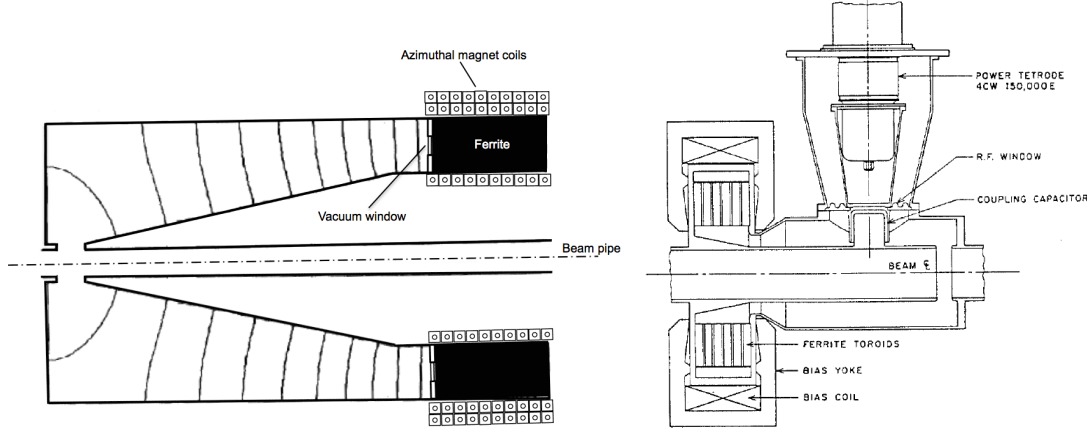 Azimuthal magnet coils
Ferrite
Vacuum window
Beam pipe
POWER TETRODE
4CW 150,000E
R.F. WINDOW
COUPLING CAPACITOR
BEAM ℄
FERRITE TOROIDS
BIAS YOKE
BIAS COIL